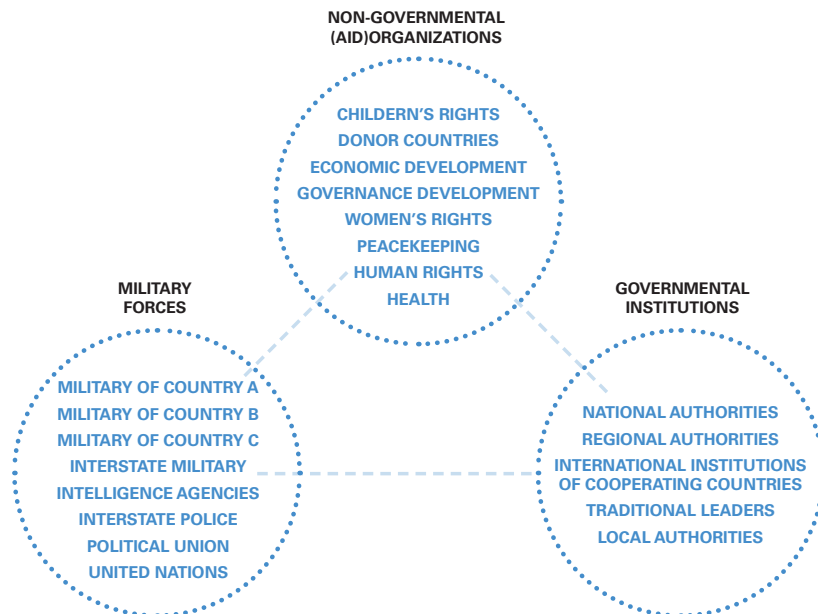 NON-GOVERNMENTAL
(AID)ORGANIZATIONS
CHILDERN'S RIGHTS
DONOR COUNTRIES
ECONOMIC DEVELOPMENT
GOVERNANCE DEVELOPMENT
WOMEN'S RIGHTS
PEACEKEEPING
HUMAN RIGHTS
HEALTH
MILITARY
FORCES
MILITARY OF COUNTRY A
MILITARY OF COUNTRY B
MILITARY OF COUNTRY C
INTERSTATE MILITARY
INTELLIGENCE AGENCIES
INTERSTATE POLICE
POLITICAL UNION
UNITED NATIONS
GOVERNMENTAL
INSTITUTIONS
NATIONAL AUTHORITIES
REGIONAL AUTHORITIES
INTERNATIONAL INSTITUTIONS
OF COOPERATING COUNTRIES
TRADITIONAL LEADERS
LOCAL AUTHORITIES